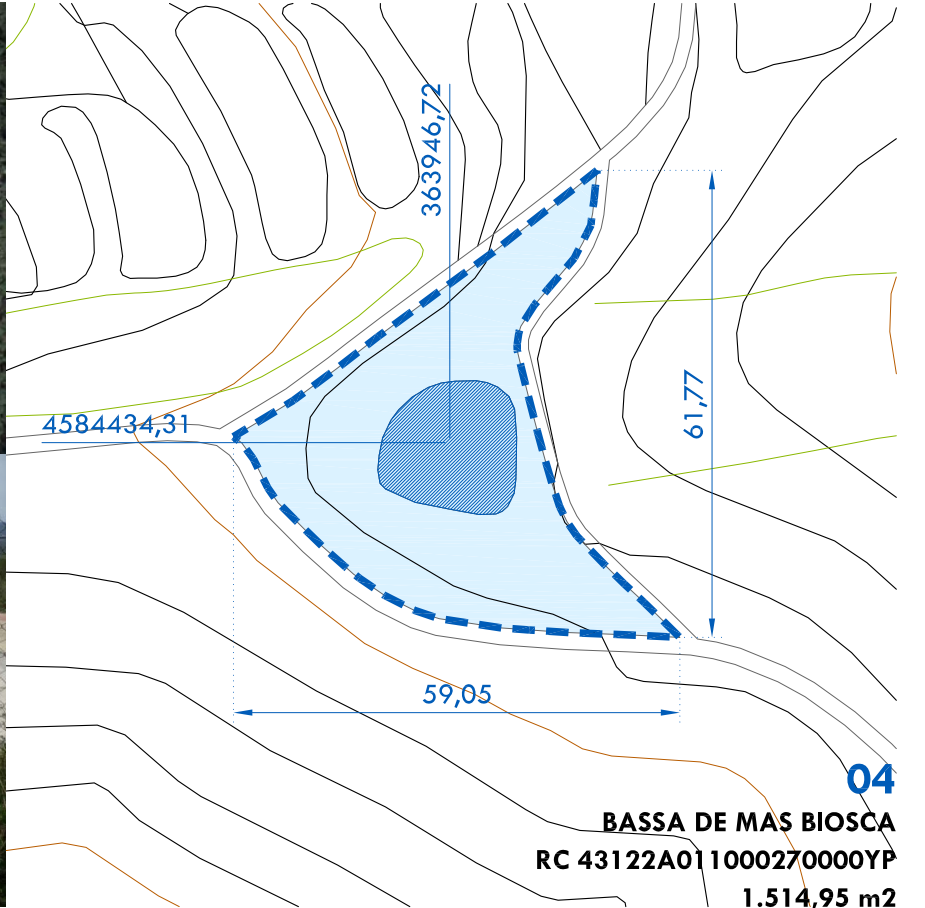 363946,72
4584434,31
61,77
59,05
04
BASSA DE MAS BIOSCA
RC 43122A011000270000YP
1.514,95 m2